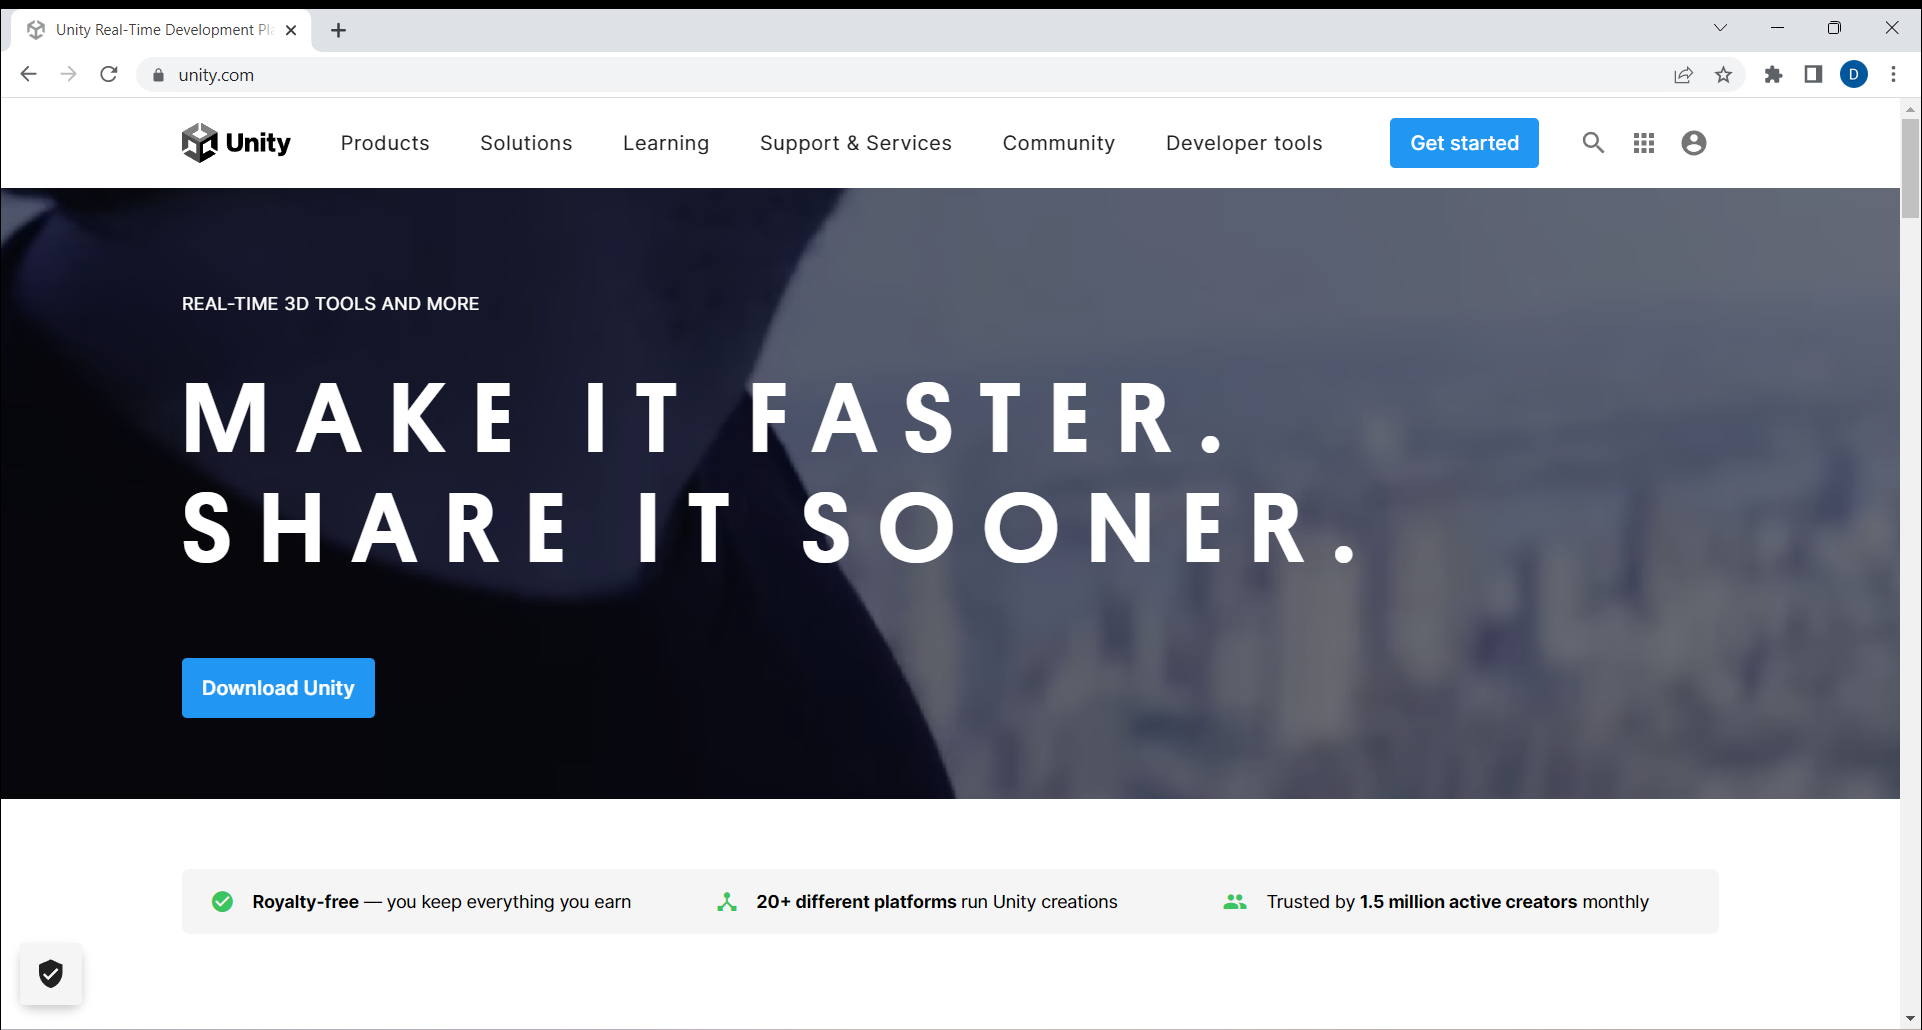 Unity Real-Time Development Pla
unity.com
D
Unity
Products
Solutions
Learning
Support & Services
Community
Developer tools
Get started
REAL-TIME 3D TOOLS AND MORE
MAKE IT FASTER.
SHARE IT SOONER.
Download Unity
Royalty-free — you keep everything you earn
20+ different platforms run Unity creations
Trusted by 1.5 million active creators monthly